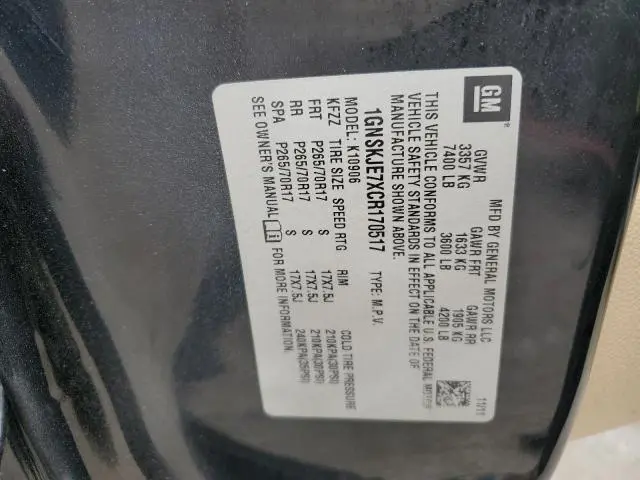 GM
MFD BY GENERAL MOTORS LLC 11/11
GVWR GAWR FRT GAWR RR
3357 KG 1633 KG 1905 KG
7400 LB 3600 LB 4200 LB
THIS VEHICLE CONFORMS TO ALL APPLICABLE U.S. FEDERAL MOTOR
VEHICLE SAFETY STANDARDS IN EFFECT ON THE DATE OF
MANUFACTURE SHOWN ABOVE.
1GNSKJE7XCR170517 TYPE: M.P.V.
MODEL: K10906
KFZZ TIRE SIZE SPEED RTG RIM COLD TIRE PRESSURE
FRT P265/70R17 S 17X7.5J 210KPA(30PSI)
RR P265/70R17 S 17X7.5J 210KPA(30PSI)
SPA P265/70R17 S 17X7.5J 240KPA(35PSI)
SEE OWNER'S MANUAL i FOR MORE INFORMATION.